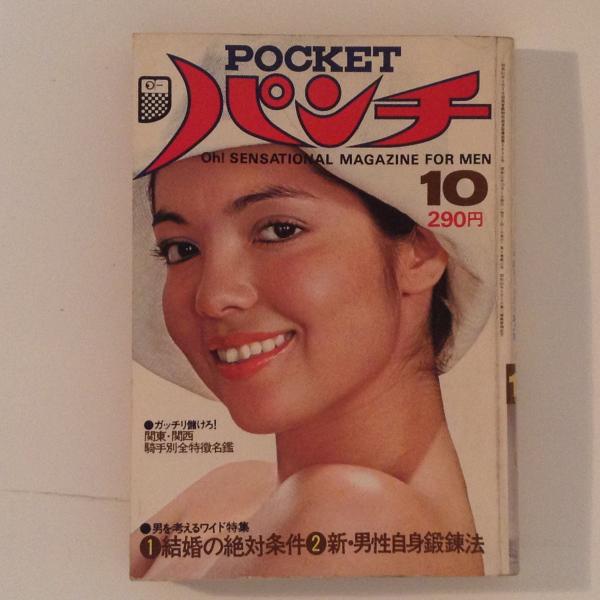 POCKET
パンチ
Oh! SENSATIONAL MAGAZINE FOR MEN
10
290円
●ガッチリ儲けろ!
関東・関西
騎手別全特徴名鑑
●男を考えるワイド特集
❶結婚の絶対条件❷新・男性自身鍛錬法